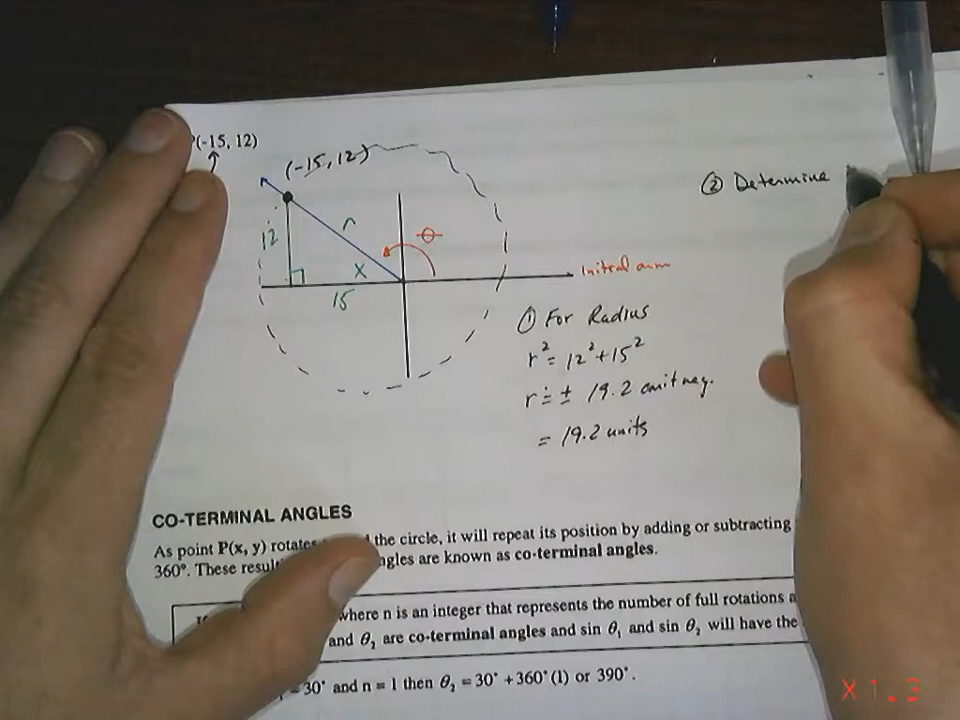 (-15, 12)
(-15, 12)
② Determine
12
r
θ
x
15
Initial arm
① For Radius
r² = 12² + 15²
r ≐ ± 19.2 omit neg.
= 19.2 units
CO-TERMINAL ANGLES
As point P(x, y) rotates the circle, it will repeat its position by adding or subtracting
360°. These angles are known as co-terminal angles.
where n is an integer that represents the number of full rotations
and θ₂ are co-terminal angles and sin θ₁ and sin θ₂ will have the
= 30° and n = 1 then θ₂ = 30° + 360°(1) or 390°.
X1.3